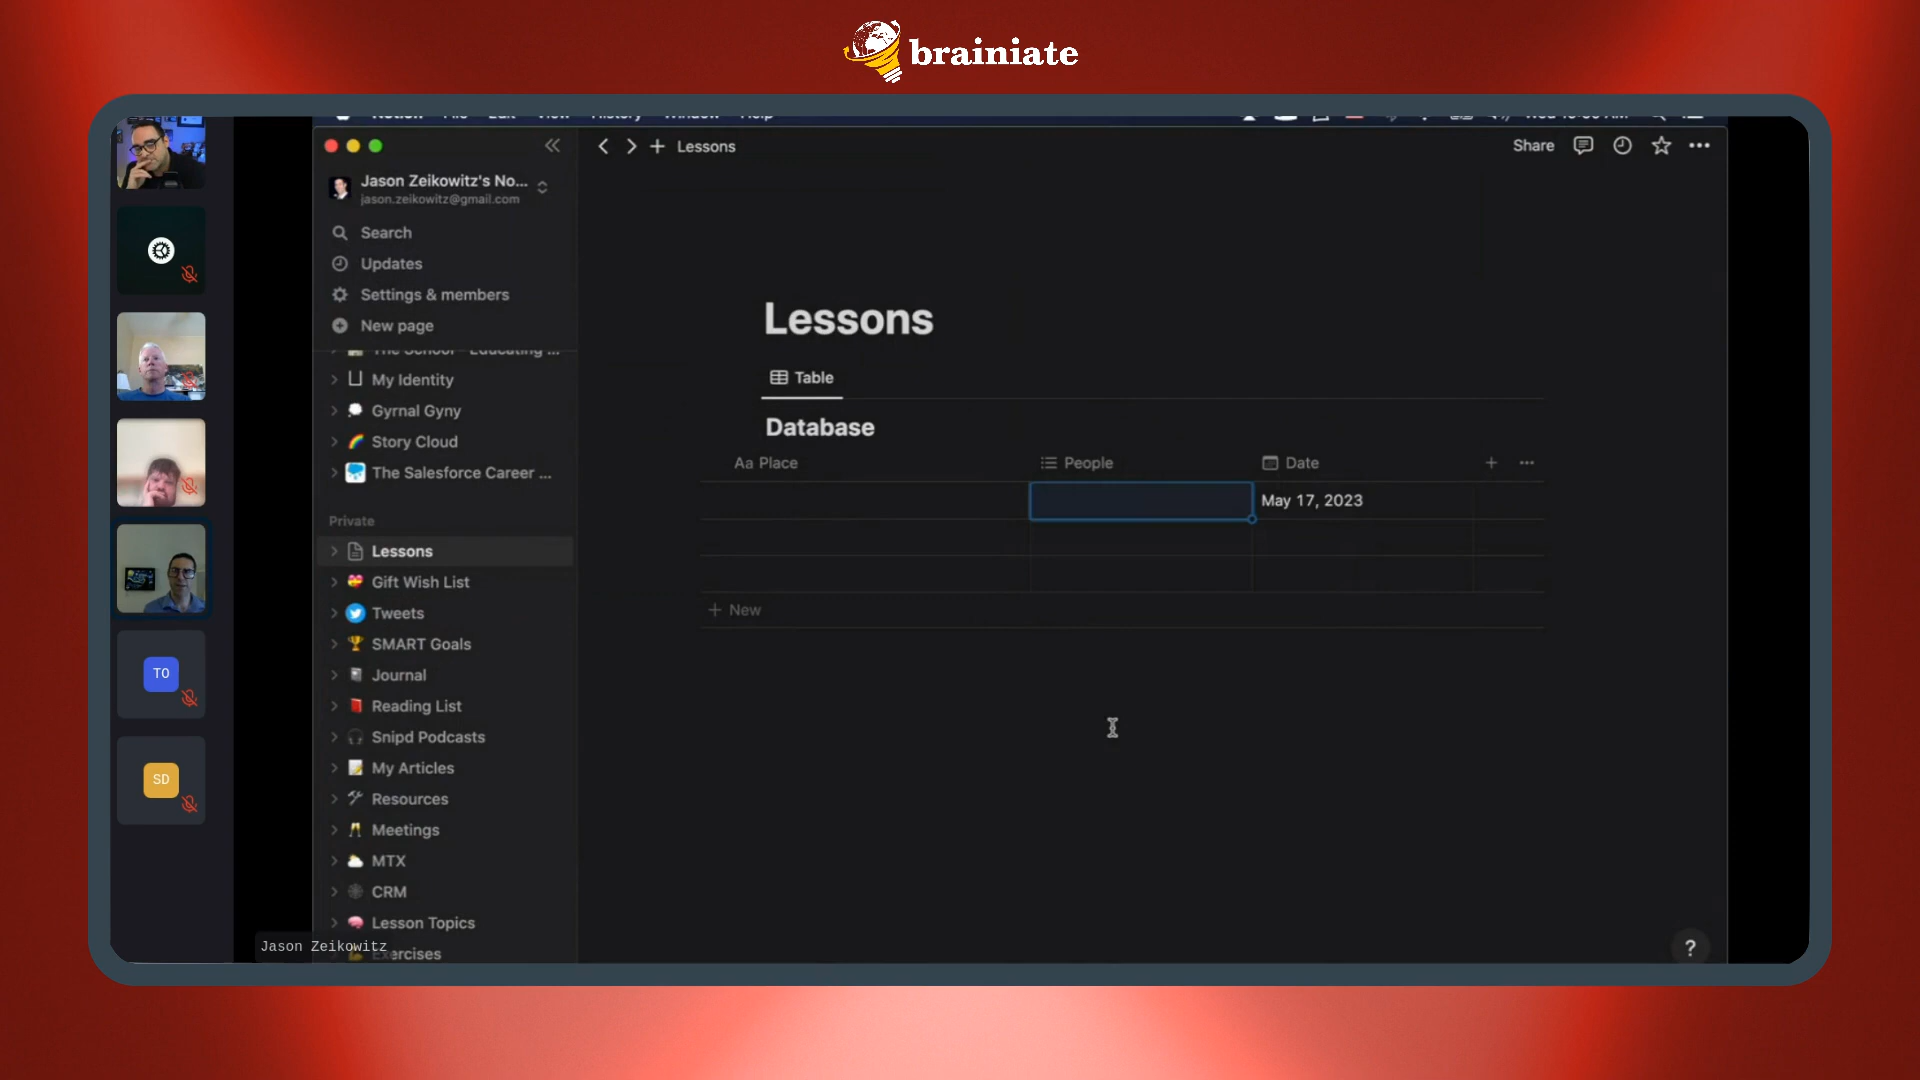 brainiate
Lessons
Share
Jason Zeikowitz's No...
jason.zeikowitz@gmail.com
Search
Updates
Settings & members
New page
The School - Educating ...
My Identity
Gyrnal Gyny
Story Cloud
The Salesforce Career ...
Private
Lessons
Gift Wish List
Tweets
SMART Goals
Journal
Reading List
Snipd Podcasts
My Articles
Resources
Meetings
MTX
CRM
Lesson Topics
Exercises
Lessons
Table
Database
Aa Place
People
Date
May 17, 2023
+ New
TO
SD
Jason Zeikowitz
?